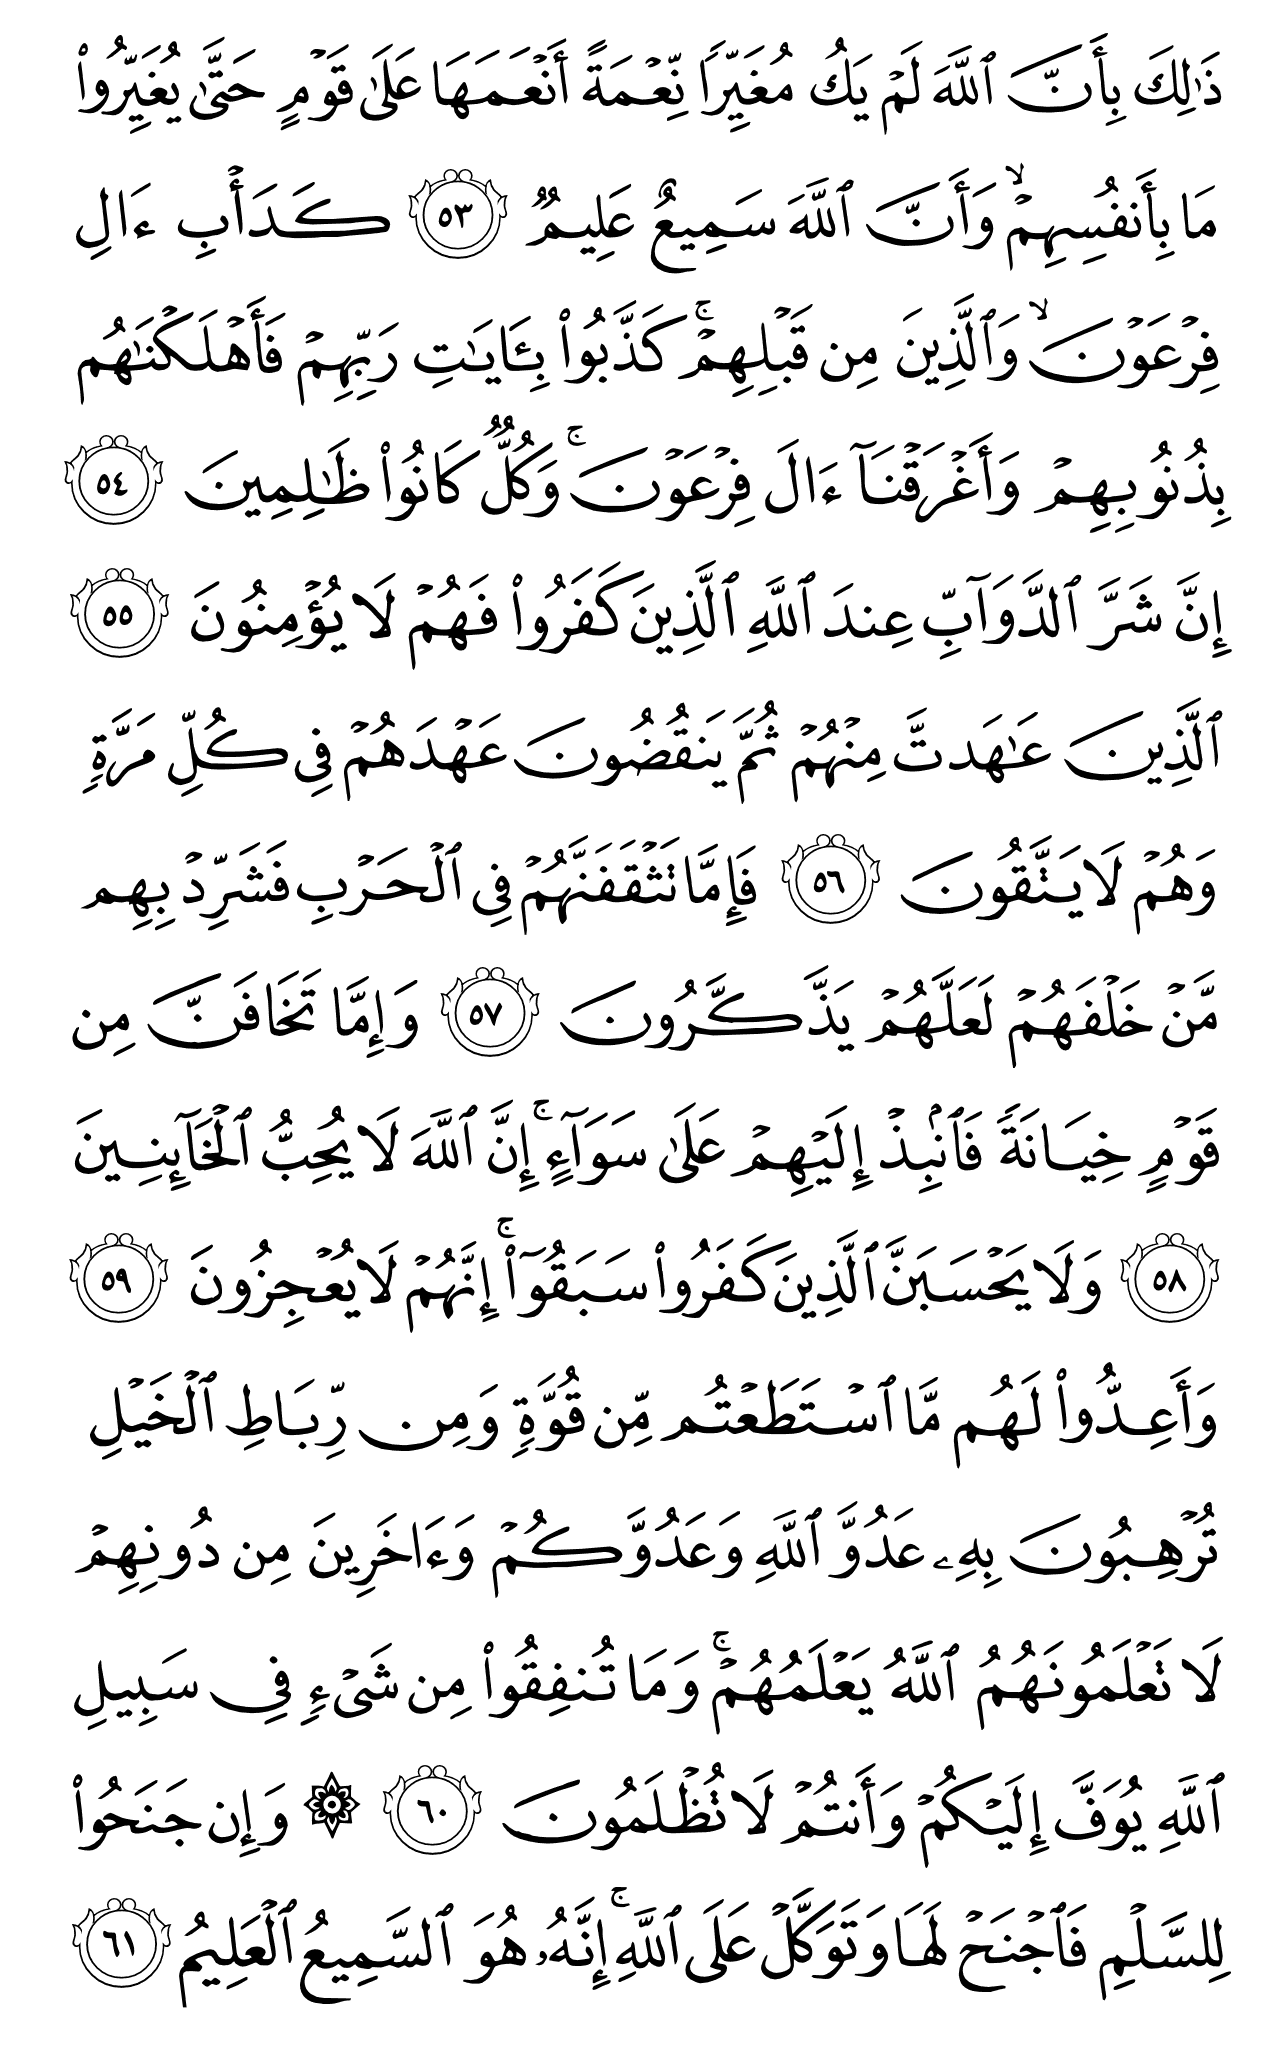 ذَٰلِكَ بِأَنَّ ٱللَّهَ لَمْ يَكُ مُغَيِّرًا نِّعْمَةً أَنْعَمَهَا عَلَىٰ قَوْمٍ حَتَّىٰ يُغَيِّرُوا۟
مَا بِأَنفُسِهِمْ ۙ وَأَنَّ ٱللَّهَ سَمِيعٌ عَلِيمٌ ٥٣ كَدَأْبِ ءَالِ
فِرْعَوْنَ ۙ وَٱلَّذِينَ مِن قَبْلِهِمْ ۚ كَذَّبُوا۟ بِـَٔايَـٰتِ رَبِّهِمْ فَأَهْلَكْنَـٰهُم
بِذُنُوبِهِمْ وَأَغْرَقْنَآ ءَالَ فِرْعَوْنَ ۚ وَكُلٌّ كَانُوا۟ ظَـٰلِمِينَ ٥٤
إِنَّ شَرَّ ٱلدَّوَآبِّ عِندَ ٱللَّهِ ٱلَّذِينَ كَفَرُوا۟ فَهُمْ لَا يُؤْمِنُونَ ٥٥
ٱلَّذِينَ عَـٰهَدتَّ مِنْهُمْ ثُمَّ يَنقُضُونَ عَهْدَهُمْ فِى كُلِّ مَرَّةٍ
وَهُمْ لَا يَتَّقُونَ ٥٦ فَإِمَّا تَثْقَفَنَّهُمْ فِى ٱلْحَرْبِ فَشَرِّدْ بِهِم
مَّنْ خَلْفَهُمْ لَعَلَّهُمْ يَذَّكَّرُونَ ٥٧ وَإِمَّا تَخَافَنَّ مِن
قَوْمٍ خِيَانَةً فَٱنۢبِذْ إِلَيْهِمْ عَلَىٰ سَوَآءٍ ۚ إِنَّ ٱللَّهَ لَا يُحِبُّ ٱلْخَآئِنِينَ
٥٨ وَلَا يَحْسَبَنَّ ٱلَّذِينَ كَفَرُوا۟ سَبَقُوٓا۟ ۚ إِنَّهُمْ لَا يُعْجِزُونَ ٥٩
وَأَعِدُّوا۟ لَهُم مَّا ٱسْتَطَعْتُم مِّن قُوَّةٍ وَمِن رِّبَاطِ ٱلْخَيْلِ
تُرْهِبُونَ بِهِۦ عَدُوَّ ٱللَّهِ وَعَدُوَّكُمْ وَءَاخَرِينَ مِن دُونِهِمْ
لَا تَعْلَمُونَهُمُ ٱللَّهُ يَعْلَمُهُمْ ۚ وَمَا تُنفِقُوا۟ مِن شَىْءٍ فِى سَبِيلِ
ٱللَّهِ يُوَفَّ إِلَيْكُمْ وَأَنتُمْ لَا تُظْلَمُونَ ٦٠ ۞ وَإِن جَنَحُوا۟
لِلسَّلْمِ فَٱجْنَحْ لَهَا وَتَوَكَّلْ عَلَى ٱللَّهِ ۚ إِنَّهُۥ هُوَ ٱلسَّمِيعُ ٱلْعَلِيمُ ٦١